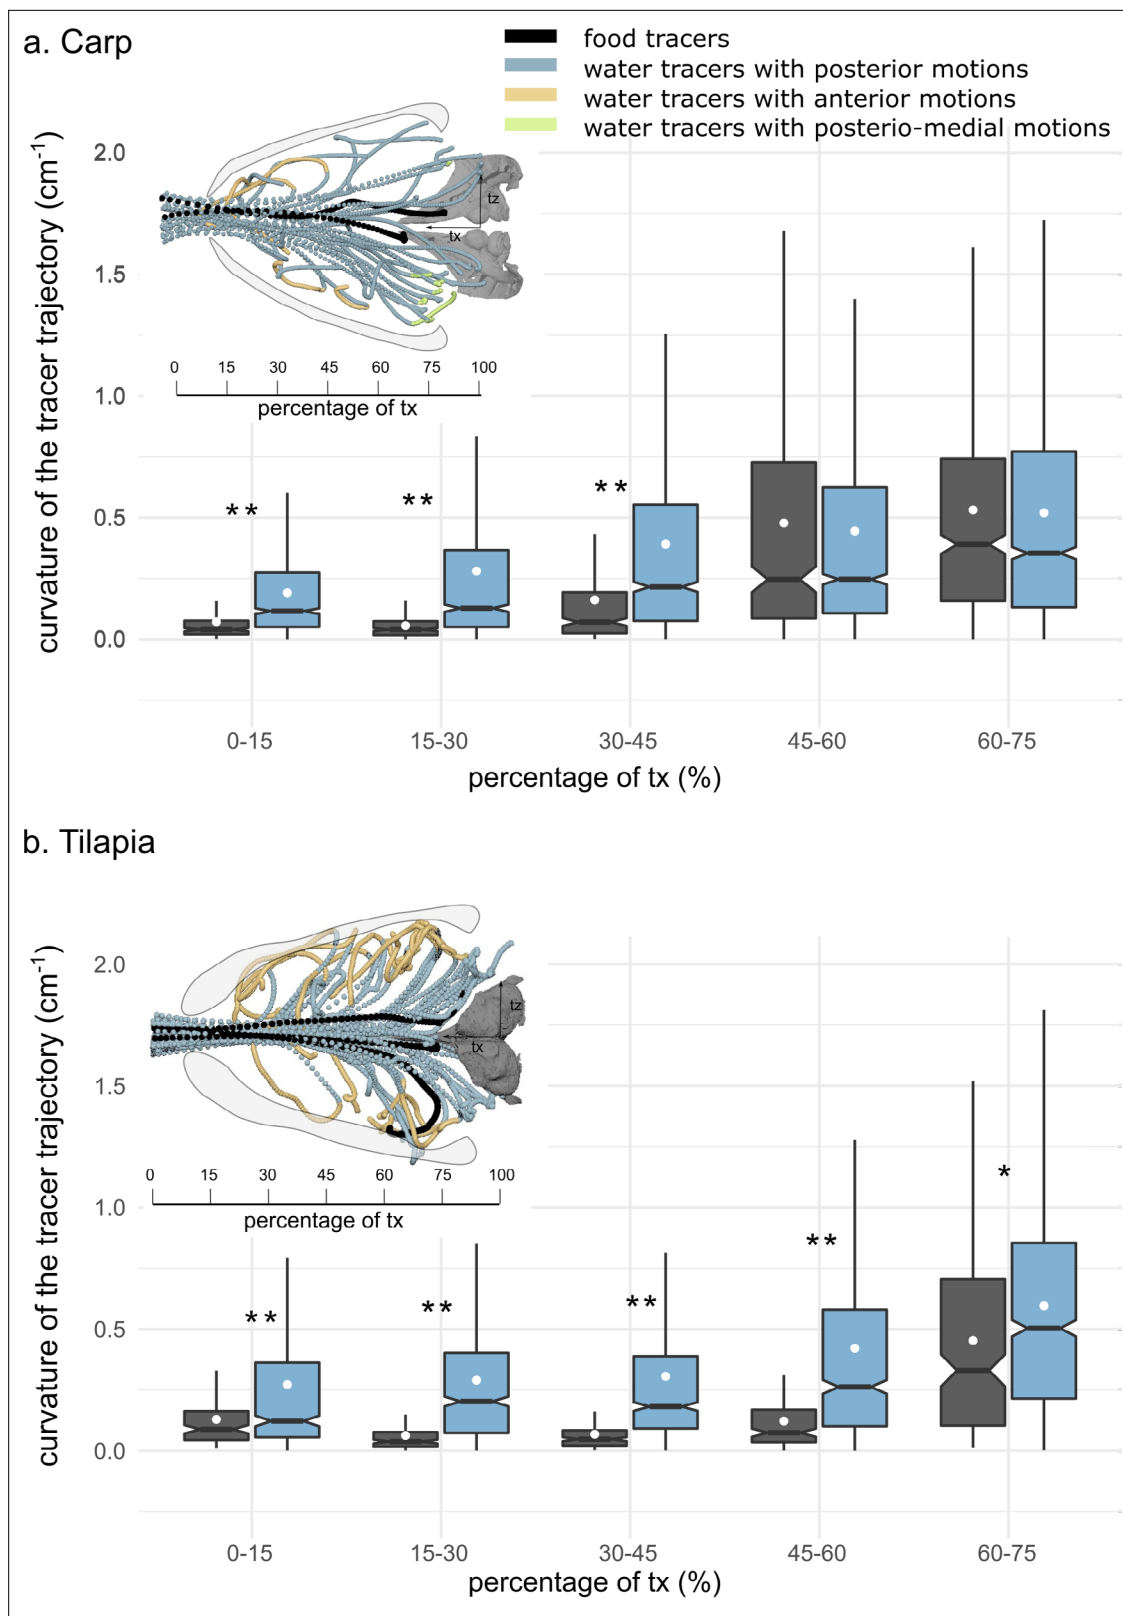 a. Carp
food tracers
water tracers with posterior motions
water tracers with anterior motions
water tracers with posterio-medial motions
curvature of the tracer trajectory (cm⁻¹)
2.0
1.5
1.0
0.5
0.0
tz
tx
0 15 30 45 60 75 100
percentage of tx
** ** **
0-15 15-30 30-45 45-60 60-75
percentage of tx (%)
b. Tilapia
curvature of the tracer trajectory (cm⁻¹)
2.0
1.5
1.0
0.5
0.0
tz
tx
0 15 30 45 60 75 100
percentage of tx
** ** ** ** *
0-15 15-30 30-45 45-60 60-75
percentage of tx (%)